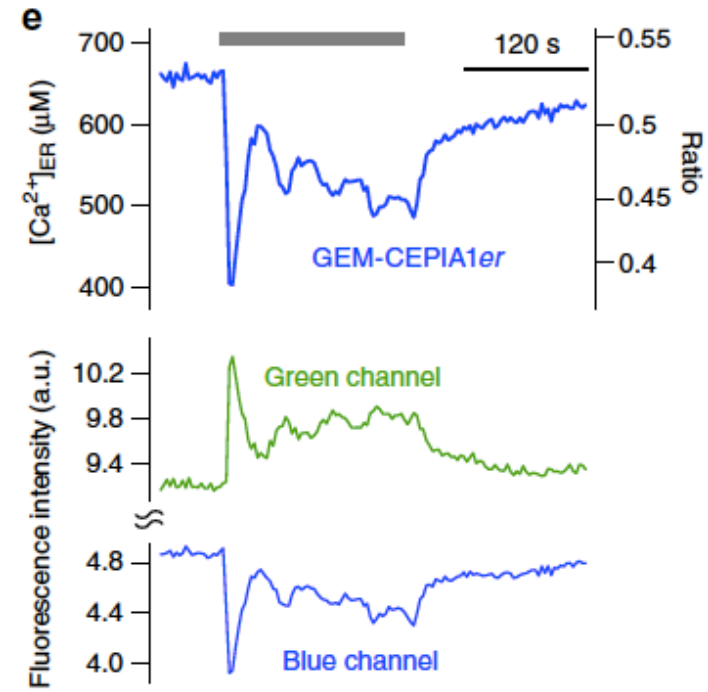 e
700
600
500
400
[Ca²⁺]ER (µM)
120 s
0.55
0.5
0.45
0.4
Ratio
GEM-CEPIA1er
Fluorescence intensity (a.u.)
10.2
9.8
9.4
Green channel
4.8
4.4
4.0
Blue channel